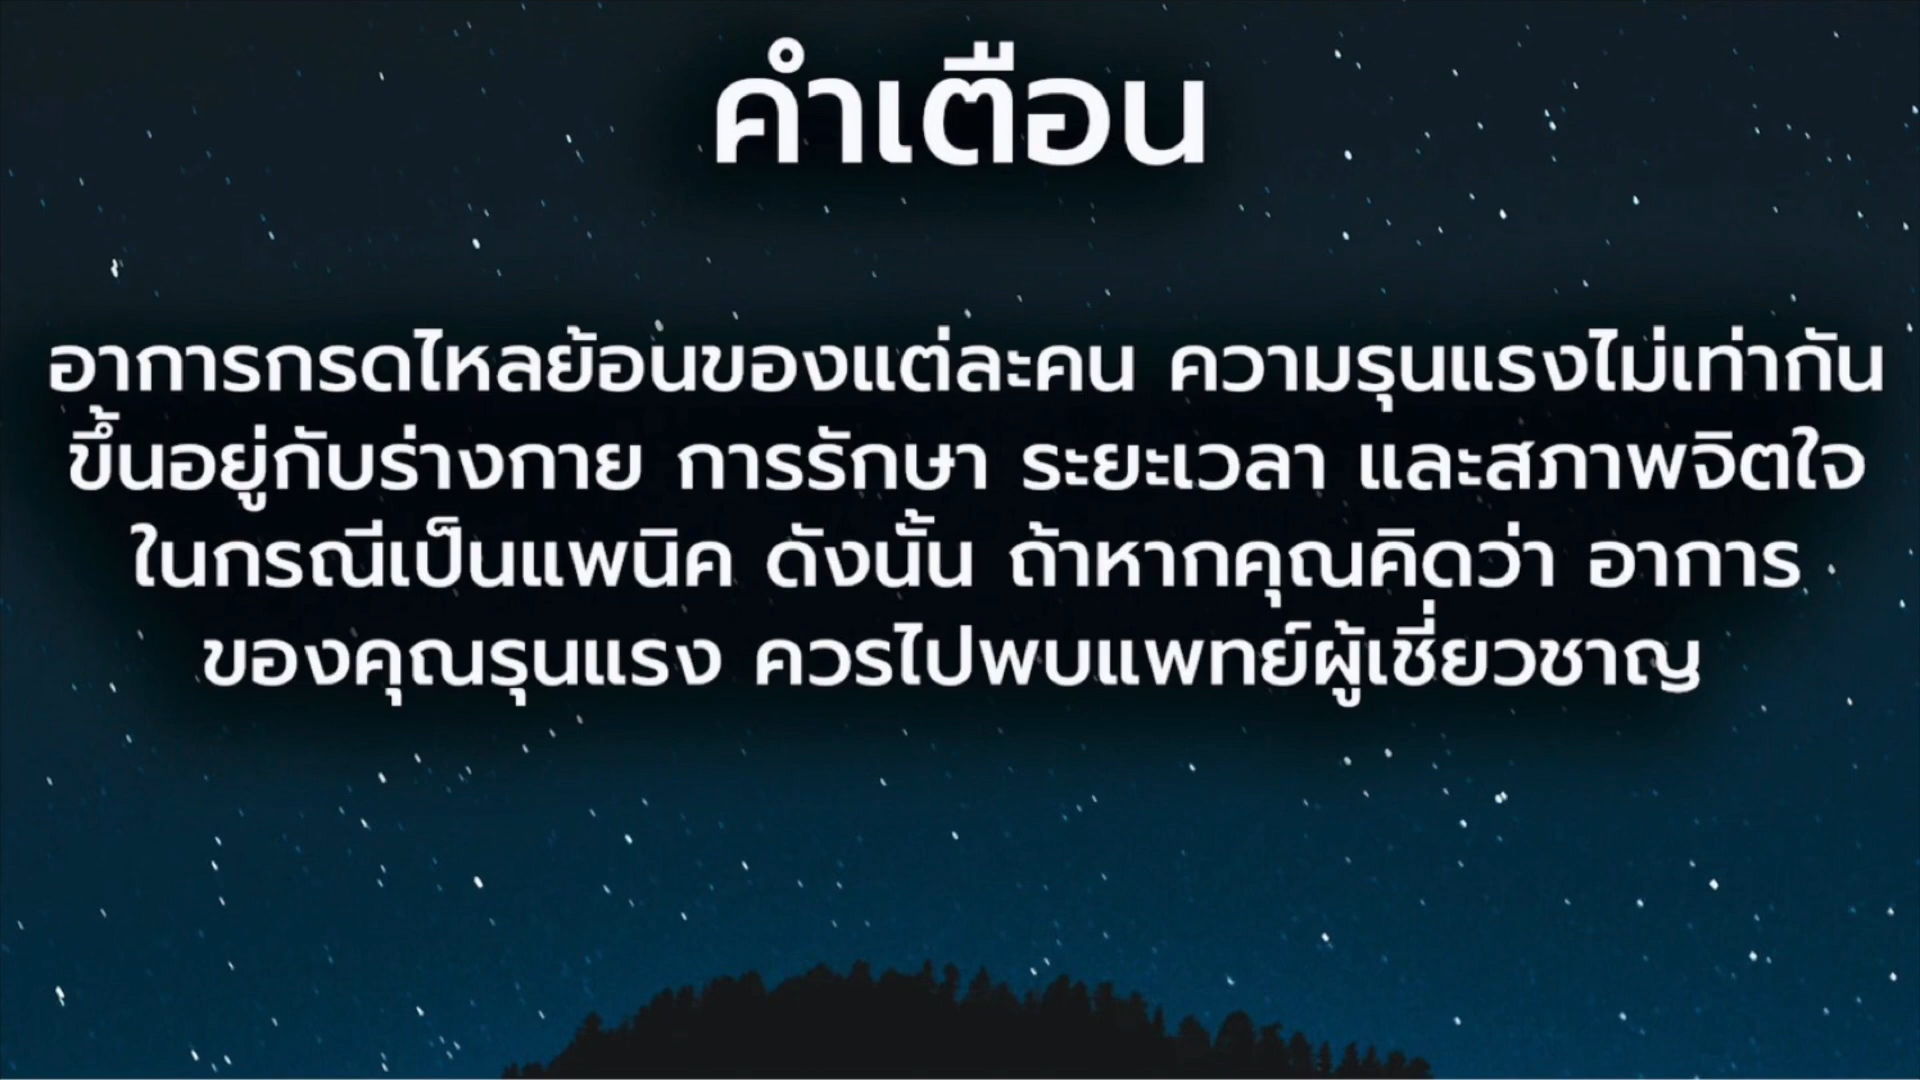 คำเตือน
อาการกรดไหลย้อนของแต่ละคน ความรุนแรงไม่เท่ากัน
ขึ้นอยู่กับร่างกาย การรักษา ระยะเวลา และสภาพจิตใจ
ในกรณีเป็นแพนิค ดังนั้น ถ้าหากคุณคิดว่า อาการ
ของคุณรุนแรง ควรไปพบแพทย์ผู้เชี่ยวชาญ